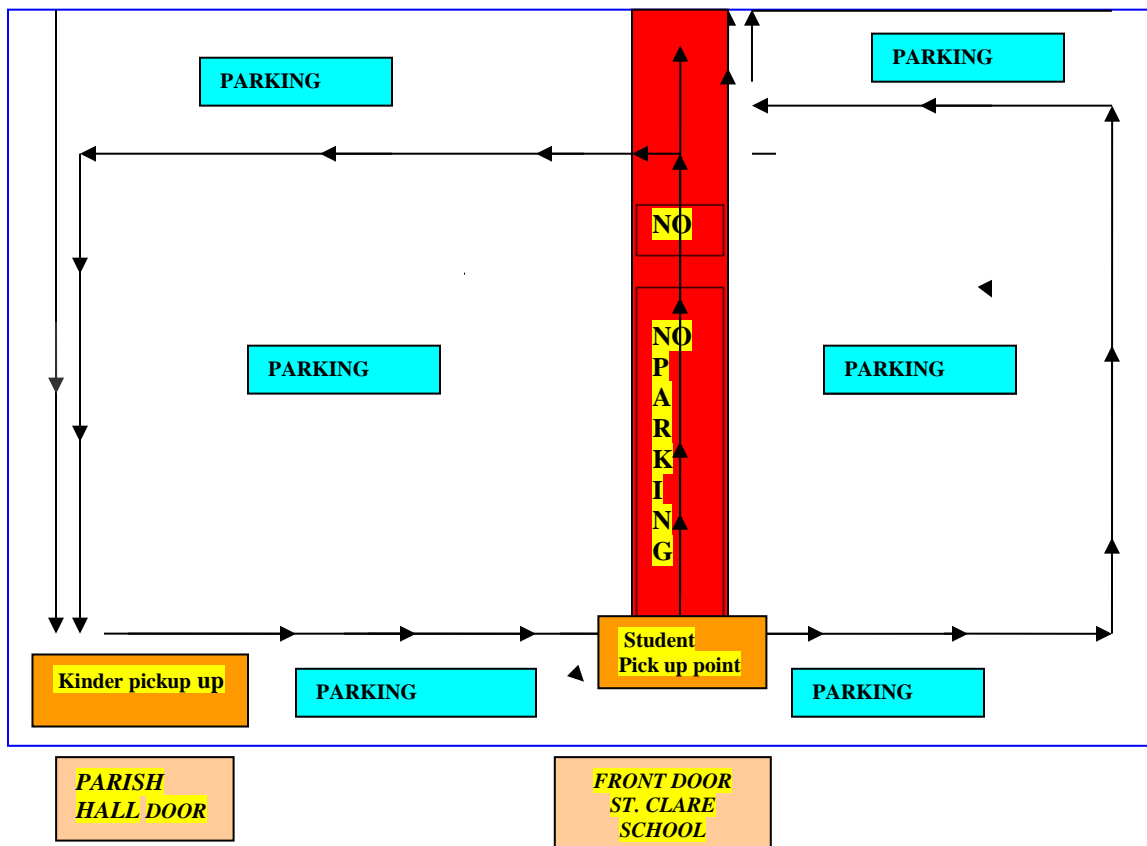 PARKING
PARKING
NO
NO
P
A
R
K
I
N
G
PARKING
PARKING
Kinder pickup up
Student
Pick up point
PARKING
PARKING
PARISH
HALL DOOR
FRONT DOOR
ST. CLARE
SCHOOL